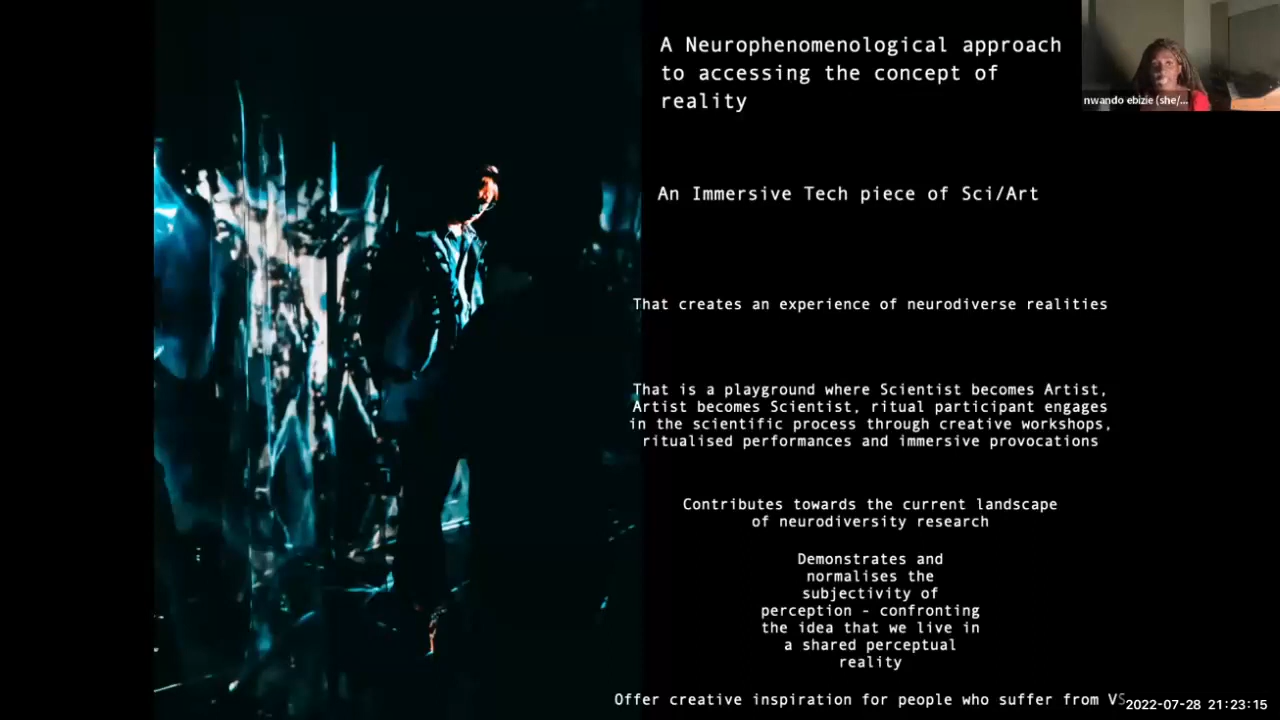 A Neurophenomenological approach
to accessing the concept of
reality
nwando ebizie (she/...
An Immersive Tech piece of Sci/Art
That creates an experience of neurodiverse realities
That is a playground where Scientist becomes Artist,
Artist becomes Scientist, ritual participant engages
in the scientific process through creative workshops,
ritualised performances and immersive provocations
Contributes towards the current landscape
of neurodiversity research
Demonstrates and
normalises the
subjectivity of
perception - confronting
the idea that we live in
a shared perceptual
reality
Offer creative inspiration for people who suffer from VS
2022-07-28 21:23:15